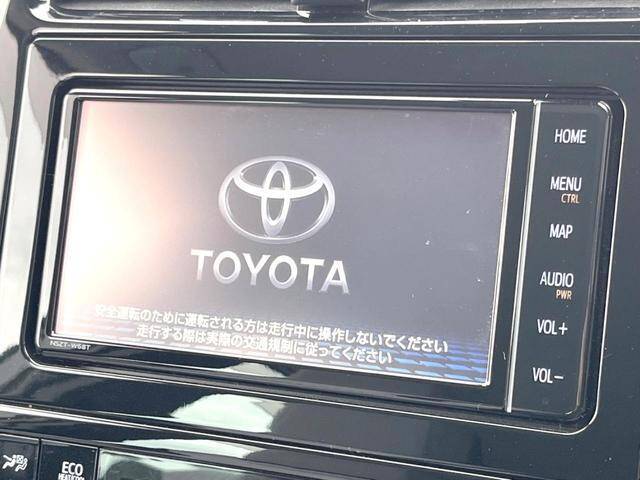 TOYOTA
安全運転のために運転される方は走行中に操作しないでください
走行する際は実際の交通規制に従ってください
NSZT-W68T
HOME
MENU
CTRL
MAP
AUDIO
PWR
VOL+
VOL-
ECO
HEAT/COOL